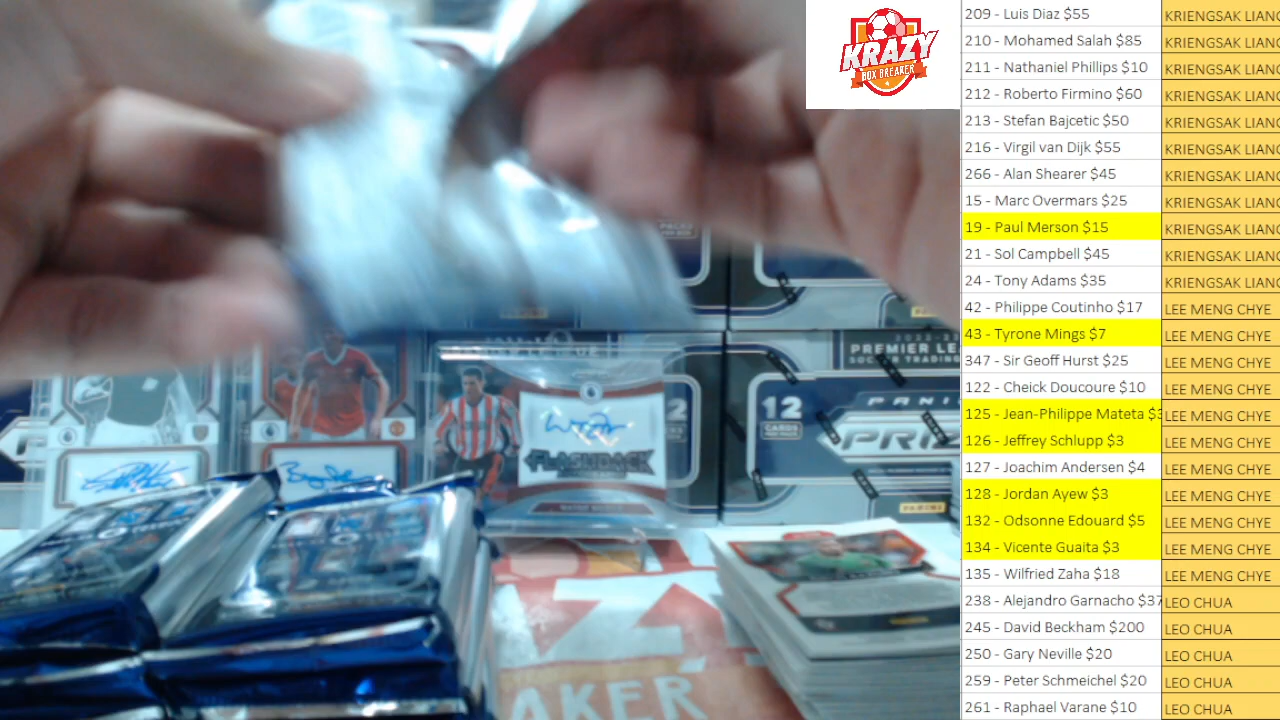 KRAZY
BOX BREAKER
209 - Luis Diaz $55 KRIENGSAK LIANG
210 - Mohamed Salah $85 KRIENGSAK LIANG
211 - Nathaniel Phillips $10 KRIENGSAK LIANG
212 - Roberto Firmino $60 KRIENGSAK LIANG
213 - Stefan Bajcetic $50 KRIENGSAK LIANG
216 - Virgil van Dijk $55 KRIENGSAK LIANG
266 - Alan Shearer $45 KRIENGSAK LIANG
15 - Marc Overmars $25 KRIENGSAK LIANG
19 - Paul Merson $15 KRIENGSAK LIANG
21 - Sol Campbell $45 KRIENGSAK LIANG
24 - Tony Adams $35 KRIENGSAK LIANG
42 - Philippe Coutinho $17 LEE MENG CHYE
43 - Tyrone Mings $7 LEE MENG CHYE
347 - Sir Geoff Hurst $25 LEE MENG CHYE
122 - Cheick Doucoure $10 LEE MENG CHYE
125 - Jean-Philippe Mateta $3 LEE MENG CHYE
126 - Jeffrey Schlupp $3 LEE MENG CHYE
127 - Joachim Andersen $4 LEE MENG CHYE
128 - Jordan Ayew $3 LEE MENG CHYE
132 - Odsonne Edouard $5 LEE MENG CHYE
134 - Vicente Guaita $3 LEE MENG CHYE
135 - Wilfried Zaha $18 LEE MENG CHYE
238 - Alejandro Garnacho $37 LEO CHUA
245 - David Beckham $200 LEO CHUA
250 - Gary Neville $20 LEO CHUA
259 - Peter Schmeichel $20 LEO CHUA
261 - Raphael Varane $10 LEO CHUA
PREMIER LE
12
CARDS
PANINI
PRIZ
FLASHBACK
AKER